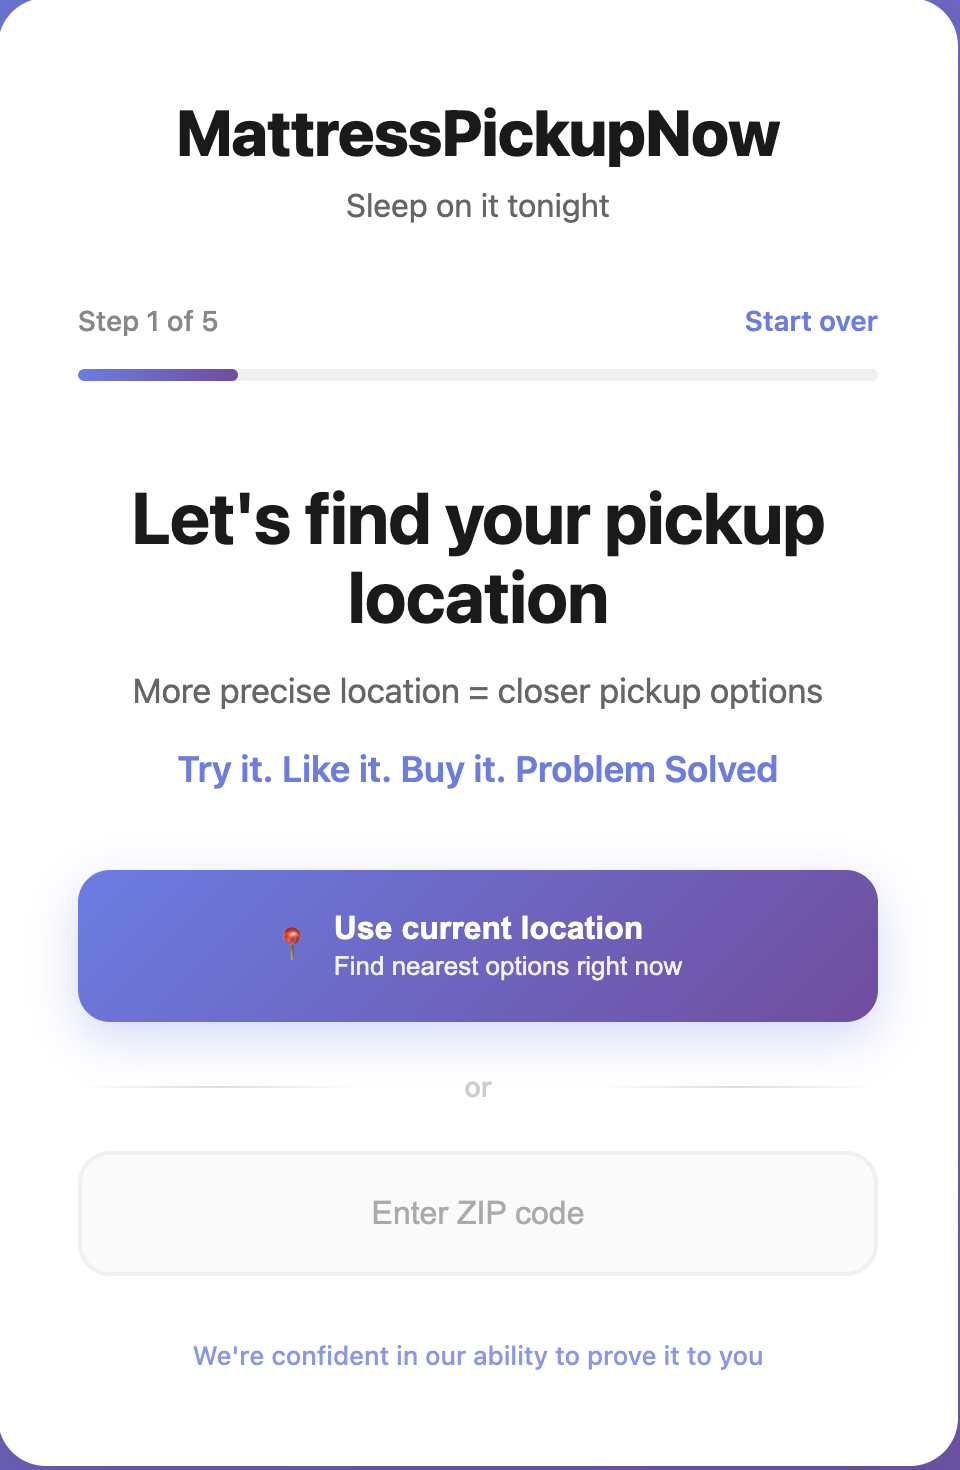 MattressPickupNow
Sleep on it tonight
Step 1 of 5
Start over
Let's find your pickup
location
More precise location = closer pickup options
Try it. Like it. Buy it. Problem Solved
Use current location
Find nearest options right now
or
Enter ZIP code
We're confident in our ability to prove it to you